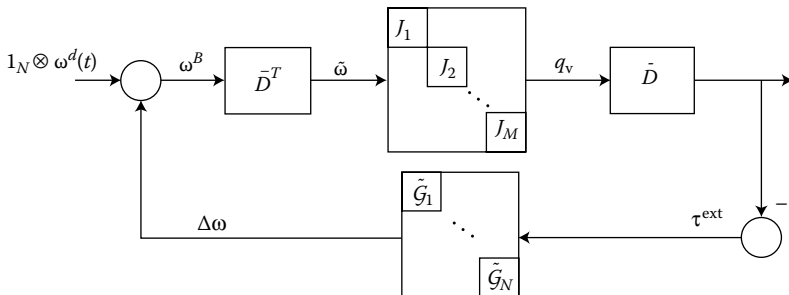 1_N ⊗ ω^d(t)
ω^B
D̄^T
ω̃
J_1
J_2
⋱
J_M
q_v
D̄
G̃_1
⋱
G̃_N
Δω
τ^ext
−